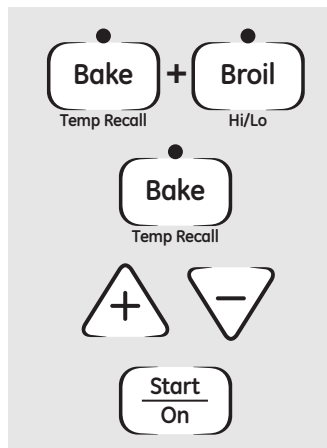 Bake + Broil
Temp Recall Hi/Lo
Bake
Temp Recall
+ −
Start
On